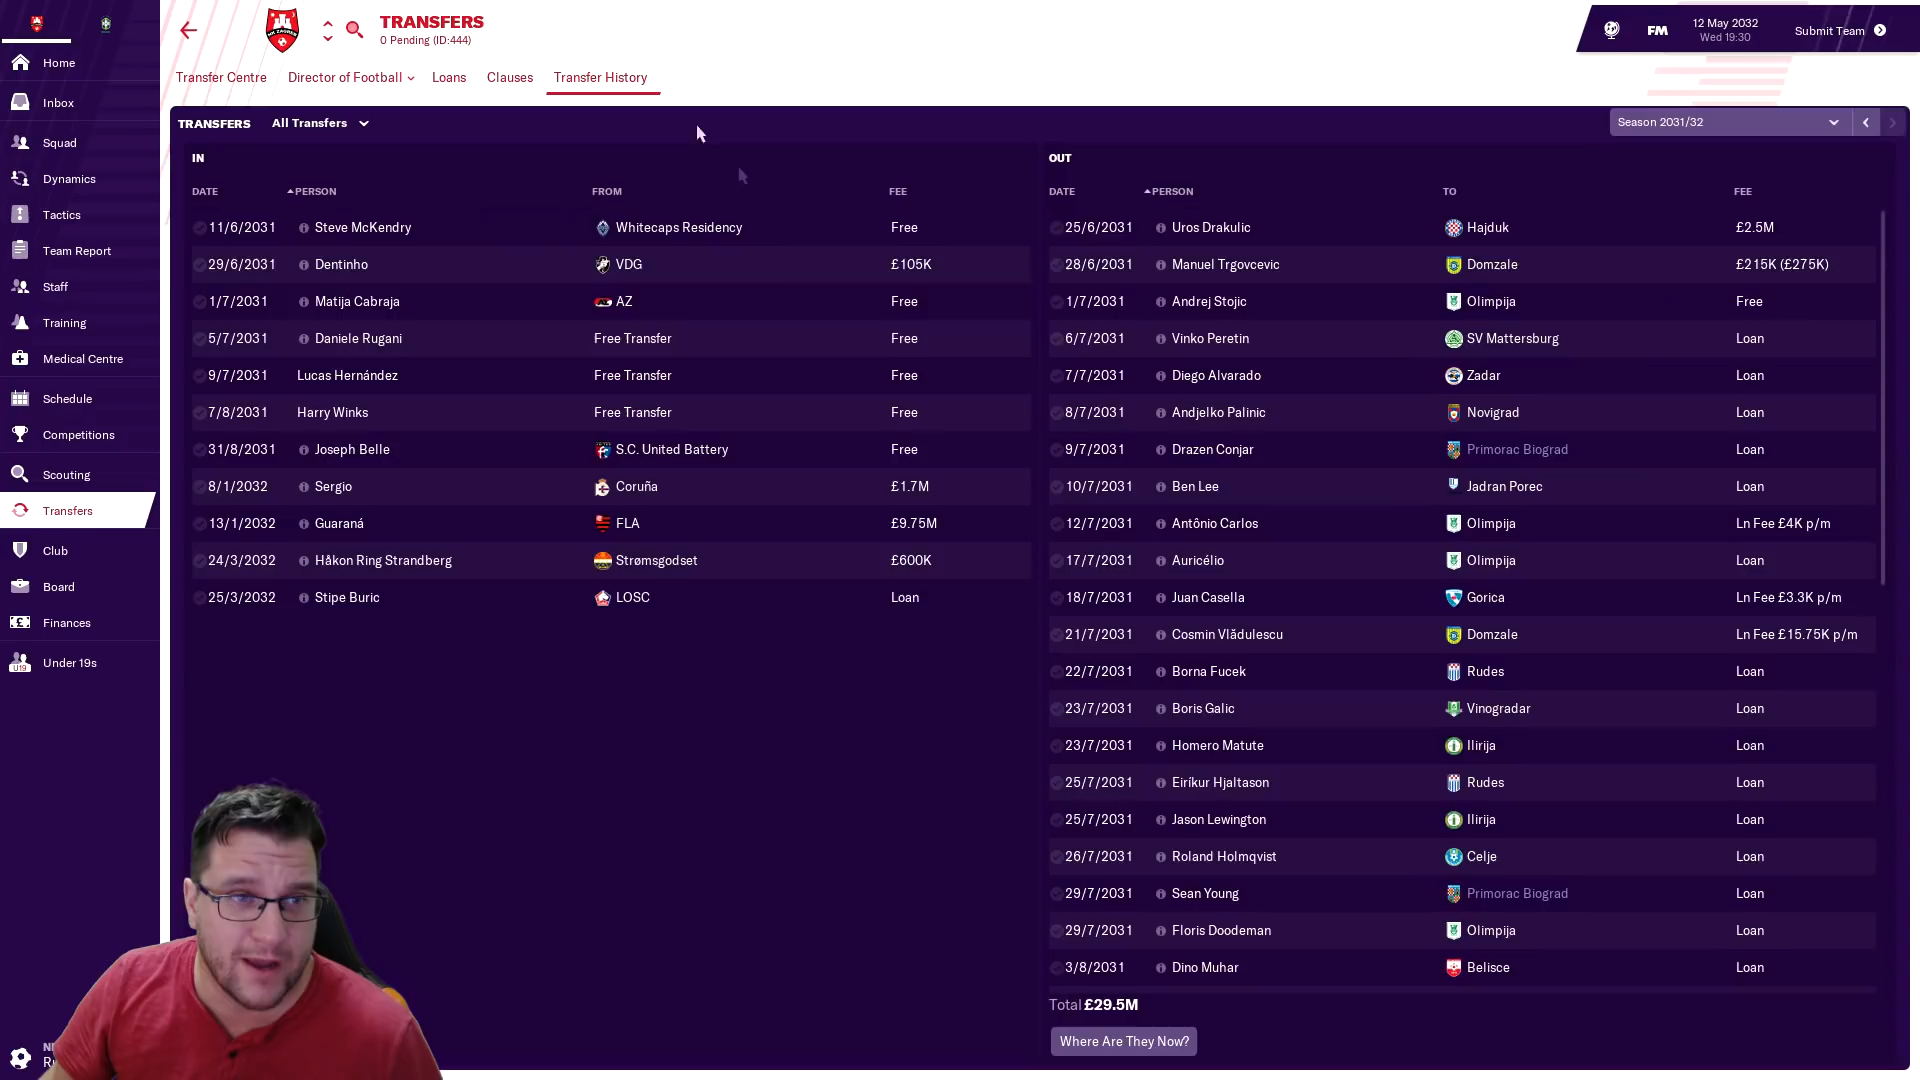 TRANSFERS
0 Pending (ID:444)
FM
12 May 2032
Wed 19:30
Submit Team
Home
Inbox
Squad
Dynamics
Tactics
Team Report
Staff
Training
Medical Centre
Schedule
Competitions
Scouting
Transfers
Club
Board
Finances
U19
Under 19s
Transfer Centre Director of Football Loans Clauses Transfer History
TRANSFERS All Transfers Season 2031/32
IN
DATE PERSON FROM FEE
11/6/2031 Steve McKendry Whitecaps Residency Free
29/6/2031 Dentinho VDG £105K
1/7/2031 Matija Cabraja AZ Free
5/7/2031 Daniele Rugani Free Transfer Free
9/7/2031 Lucas Hernández Free Transfer Free
7/8/2031 Harry Winks Free Transfer Free
31/8/2031 Joseph Belle S.C. United Battery Free
8/1/2032 Sergio Coruña £1.7M
13/1/2032 Guaraná FLA £9.75M
24/3/2032 Håkon Ring Strandberg Strømsgodset £600K
25/3/2032 Stipe Buric LOSC Loan
OUT
DATE PERSON TO FEE
25/6/2031 Uros Drakulic Hajduk £2.5M
28/6/2031 Manuel Trgovcevic Domzale £215K (£275K)
1/7/2031 Andrej Stojic Olimpija Free
6/7/2031 Vinko Peretin SV Mattersburg Loan
7/7/2031 Diego Alvarado Zadar Loan
8/7/2031 Andjelko Palinic Novigrad Loan
9/7/2031 Drazen Conjar Primorac Biograd Loan
10/7/2031 Ben Lee Jadran Porec Loan
12/7/2031 Antônio Carlos Olimpija Ln Fee £4K p/m
17/7/2031 Auricélio Olimpija Loan
18/7/2031 Juan Casella Gorica Ln Fee £3.3K p/m
21/7/2031 Cosmin Vlădulescu Domzale Ln Fee £15.75K p/m
22/7/2031 Borna Fucek Rudes Loan
23/7/2031 Boris Galic Vinogradar Loan
23/7/2031 Homero Matute Ilirija Loan
25/7/2031 Eiríkur Hjaltason Rudes Loan
25/7/2031 Jason Lewington Ilirija Loan
26/7/2031 Roland Holmqvist Celje Loan
29/7/2031 Sean Young Primorac Biograd Loan
29/7/2031 Floris Doodeman Olimpija Loan
3/8/2031 Dino Muhar Belisce Loan
Total £29.5M
Where Are They Now?